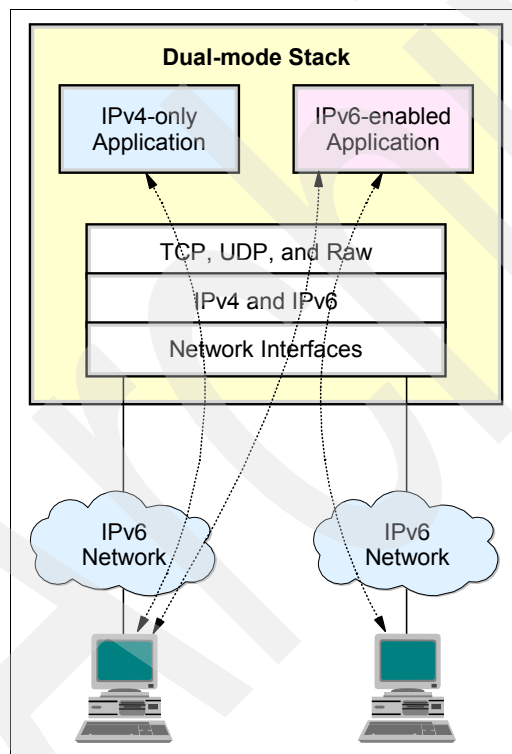 Dual-mode Stack
IPv4-only
Application
IPv6-enabled
Application
TCP, UDP, and Raw
IPv4 and IPv6
Network Interfaces
IPv6
Network
IPv6
Network